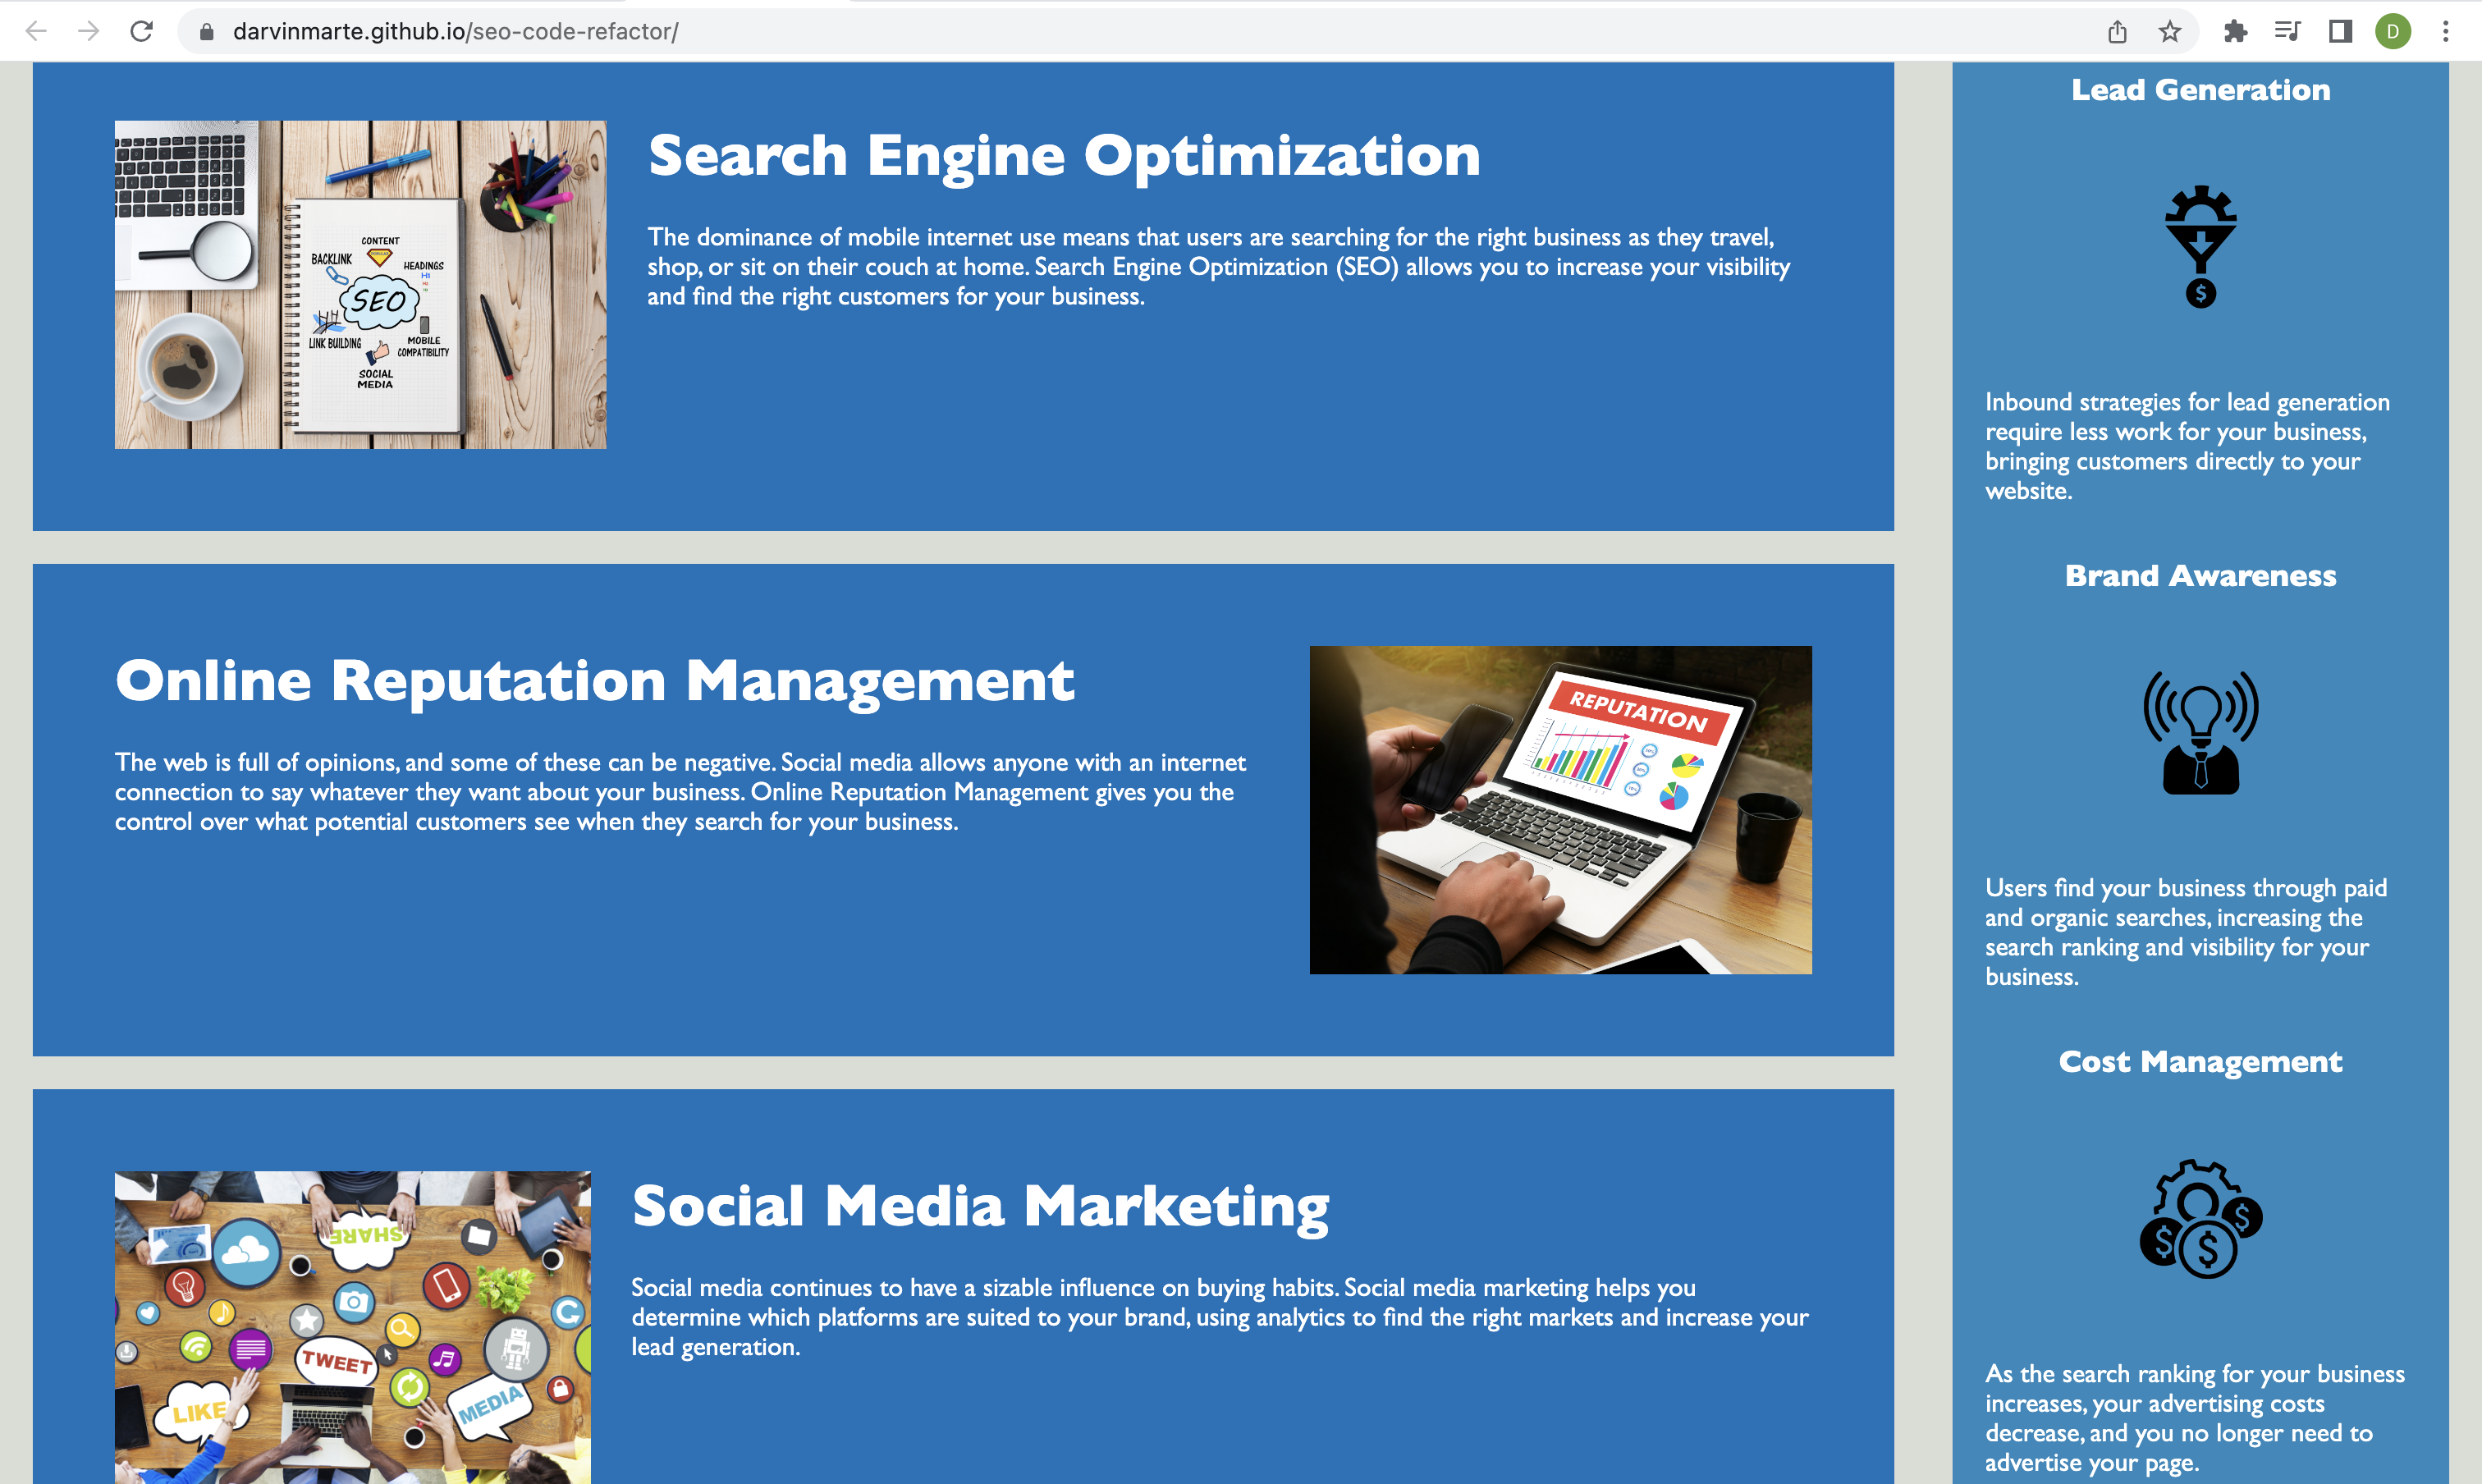 darvinmarte.github.io/seo-code-refactor/
D
Search Engine Optimization
The dominance of mobile internet use means that users are searching for the right business as they travel,
shop, or sit on their couch at home. Search Engine Optimization (SEO) allows you to increase your visibility
and find the right customers for your business.
CONTENT
BACKLINK
HEADINGS
H1
SEO
LINK BUILDING
MOBILE
COMPATIBILITY
SOCIAL
MEDIA
Online Reputation Management
The web is full of opinions, and some of these can be negative. Social media allows anyone with an internet
connection to say whatever they want about your business. Online Reputation Management gives you the
control over what potential customers see when they search for your business.
REPUTATION
Social Media Marketing
Social media continues to have a sizable influence on buying habits. Social media marketing helps you
determine which platforms are suited to your brand, using analytics to find the right markets and increase your
lead generation.
SHARE
TWEET
LIKE
MEDIA
Lead Generation
$
Inbound strategies for lead generation
require less work for your business,
bringing customers directly to your
website.
Brand Awareness
Users find your business through paid
and organic searches, increasing the
search ranking and visibility for your
business.
Cost Management
$
$
$
As the search ranking for your business
increases, your advertising costs
decrease, and you no longer need to
advertise your page.